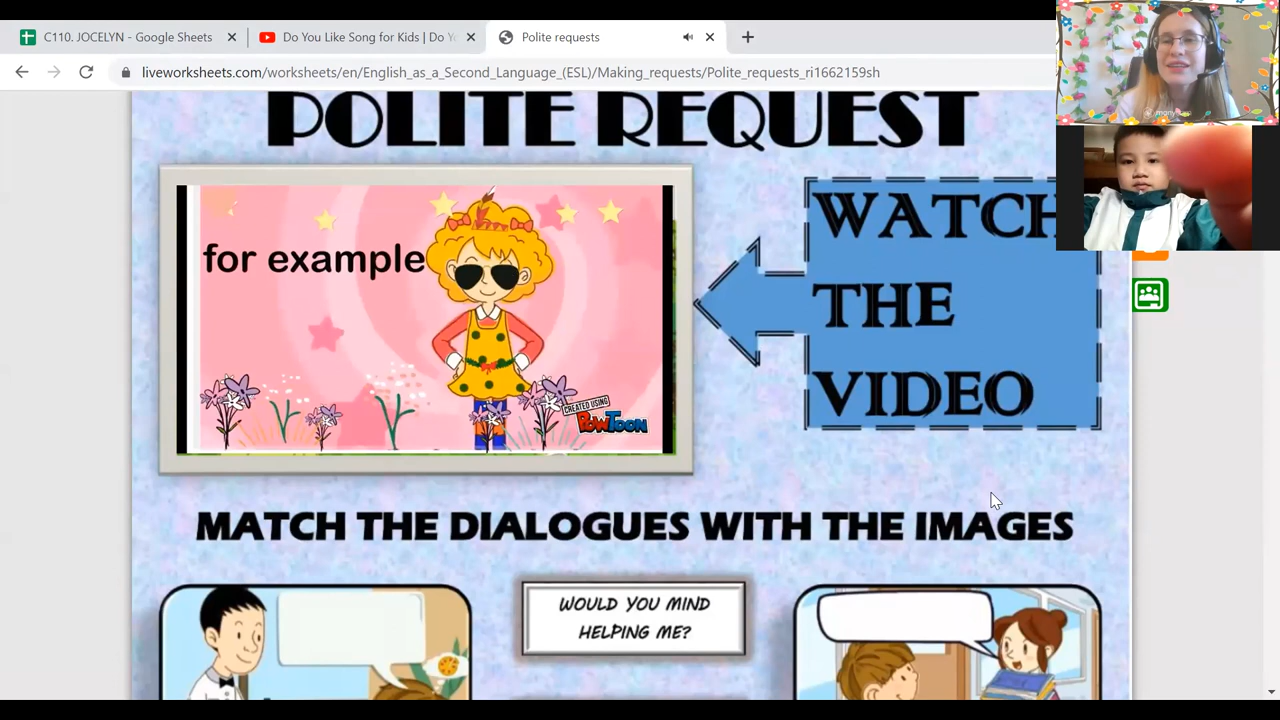 C110. JOCELYN - Google Sheets
Do You Like Song for Kids | Do Yo
Polite requests
liveworksheets.com/worksheets/en/English_as_a_Second_Language_(ESL)/Making_requests/Polite_requests_ri1662159sh
POLITE REQUEST
for example
CREATED USING
POWTOON
WATCH
THE
VIDEO
MATCH THE DIALOGUES WITH THE IMAGES
WOULD YOU MIND
HELPING ME?